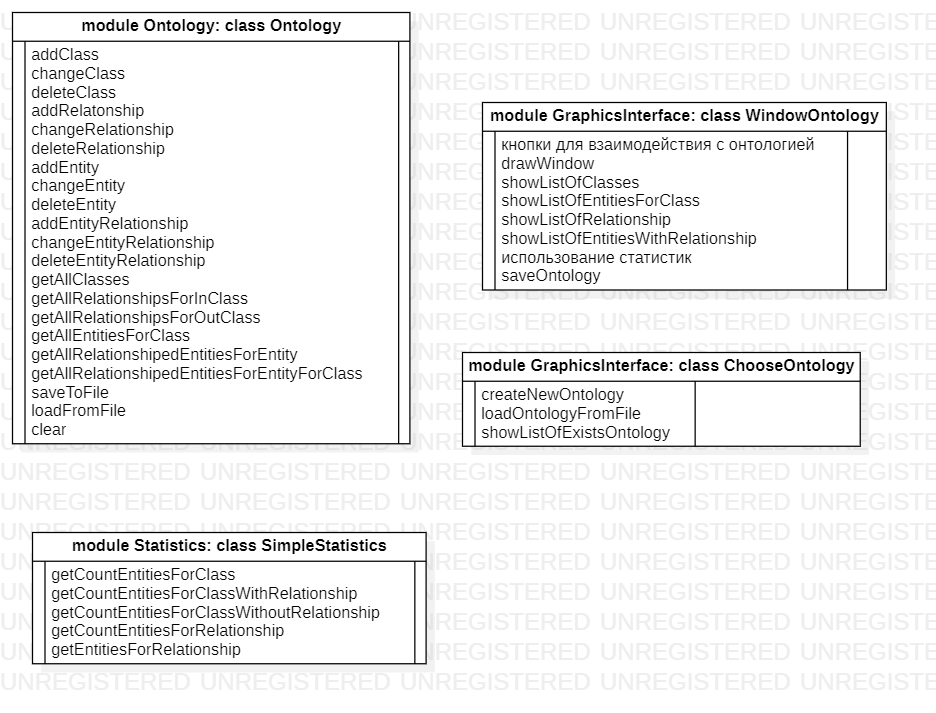 module Ontology: class Ontology
addClass
changeClass
deleteClass
addRelatonship
changeRelationship
deleteRelationship
addEntity
changeEntity
deleteEntity
addEntityRelationship
changeEntityRelationship
deleteEntityRelationship
getAllClasses
getAllRelationshipsForInClass
getAllRelationshipsForOutClass
getAllEntitiesForClass
getAllRelationshipedEntitiesForEntity
getAllRelationshipedEntitiesForEntityForClass
saveToFile
loadFromFile
clear
module GraphicsInterface: class WindowOntology
кнопки для взаимодействия с онтологией
drawWindow
showListOfClasses
showListOfEntitiesForClass
showListOfRelationship
showListOfEntitiesWithRelationship
использование статистик
saveOntology
module GraphicsInterface: class ChooseOntology
createNewOntology
loadOntologyFromFile
showListOfExistsOntology
module Statistics: class SimpleStatistics
getCountEntitiesForClass
getCountEntitiesForClassWithRelationship
getCountEntitiesForClassWithoutRelationship
getCountEntitiesForRelationship
getEntitiesForRelationship
UNREGISTERED UNREGISTERED UNREGISTERED UNREGISTERED